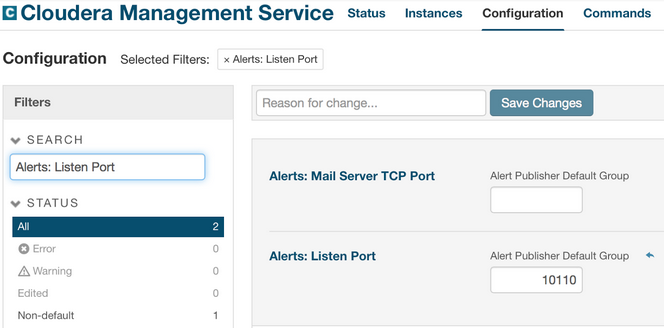 Cloudera Management Service Status Instances Configuration Commands
Configuration Selected Filters: × Alerts: Listen Port
Filters
Reason for change... Save Changes
SEARCH
Alerts: Listen Port
STATUS
All 2
Error 0
Warning 0
Edited 0
Non-default 1
Alerts: Mail Server TCP Port Alert Publisher Default Group
Alerts: Listen Port Alert Publisher Default Group
10110